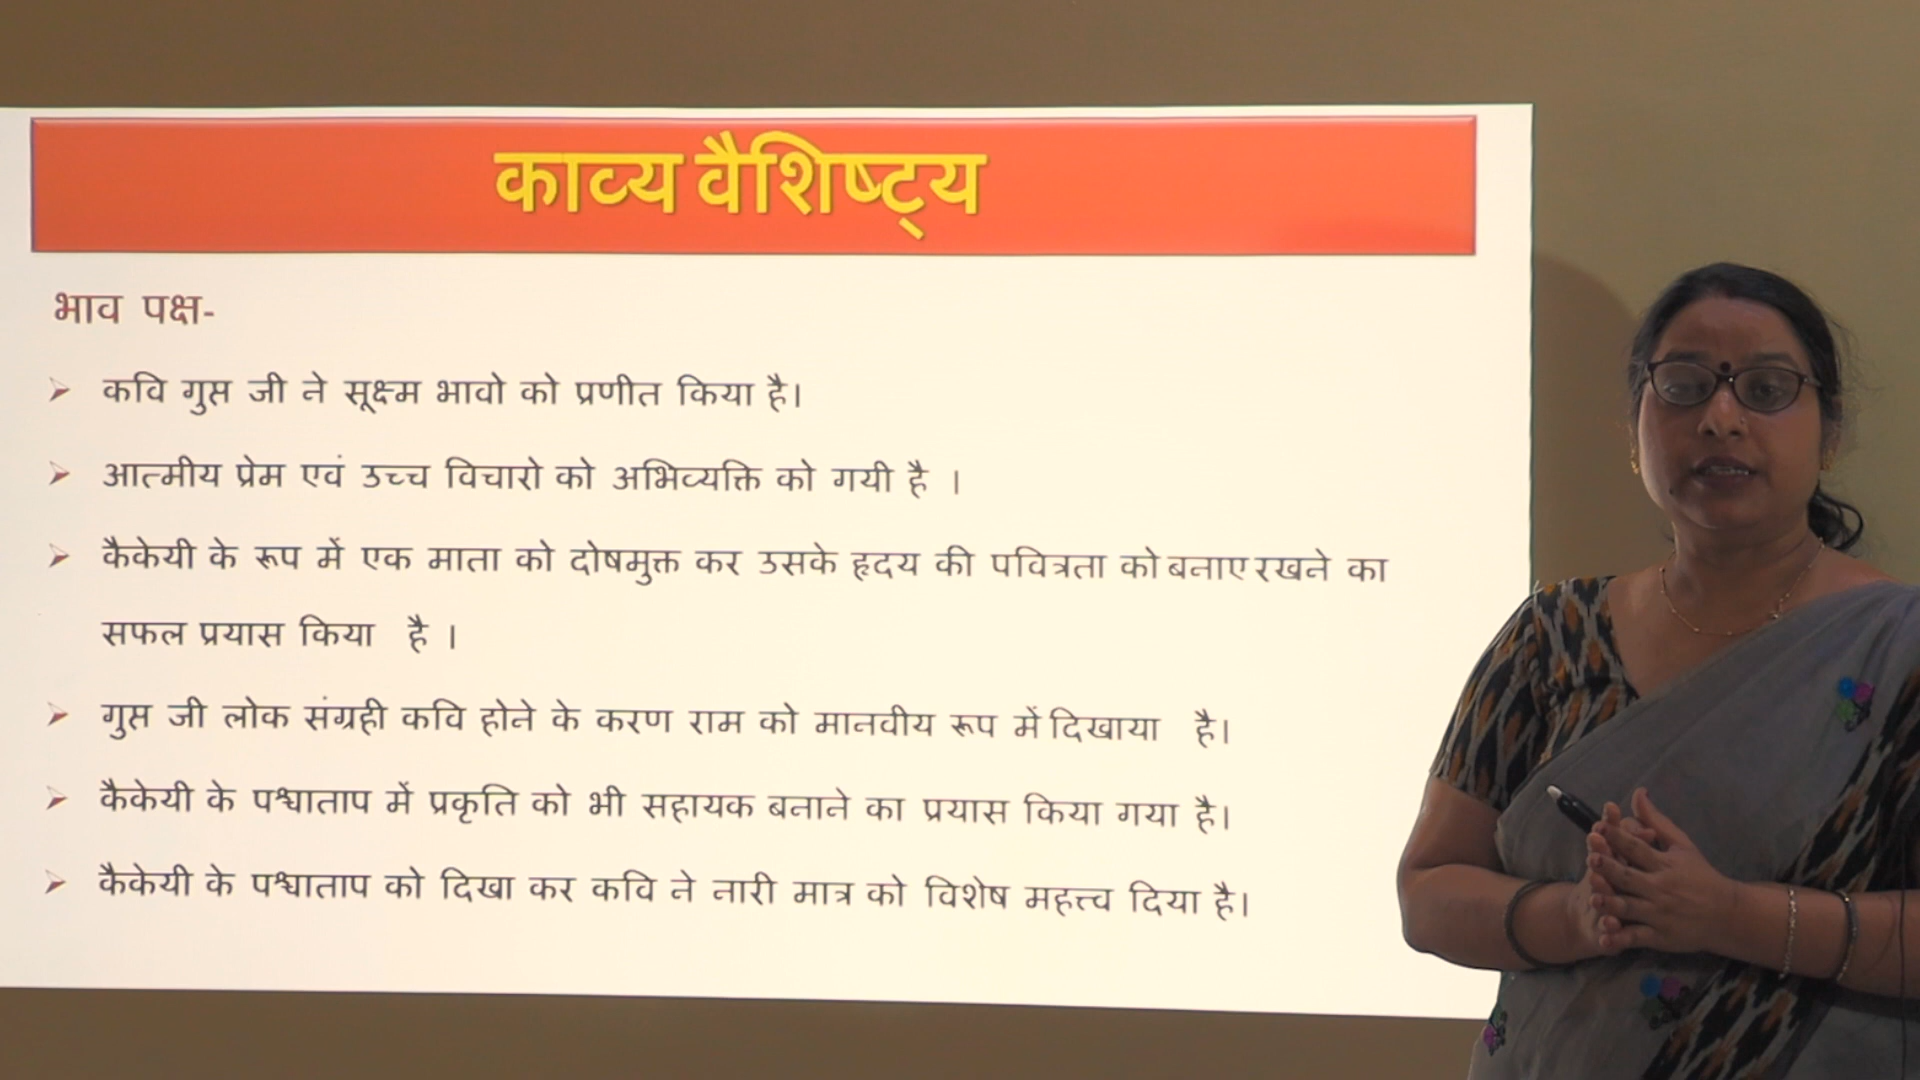 काव्य वैशिष्ट्य
भाव पक्ष-
कवि गुप्त जी ने सूक्ष्म भावो को प्रणीत किया है।
आत्मीय प्रेम एवं उच्च विचारो को अभिव्यक्ति को गयी है ।
कैकेयी के रूप में एक माता को दोषमुक्त कर उसके हृदय की पवित्रता को बनाए रखने का
सफल प्रयास किया है ।
गुप्त जी लोक संग्रही कवि होने के करण राम को मानवीय रूप में दिखाया है।
कैकेयी के पश्चाताप में प्रकृति को भी सहायक बनाने का प्रयास किया गया है।
कैकेयी के पश्चाताप को दिखा कर कवि ने नारी मात्र को विशेष महत्त्व दिया है।